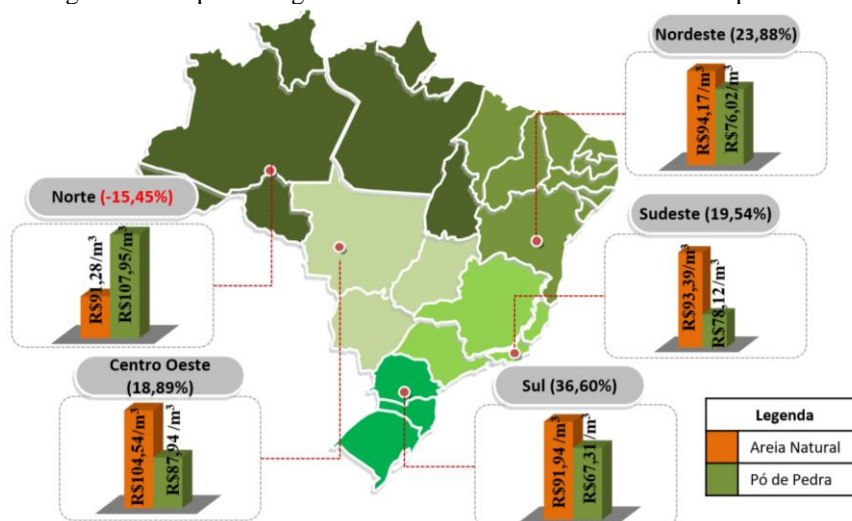 Nordeste (23,88%)
R$94,17/m³
R$76,02/m³
Norte (-15,45%)
R$91,28/m³
R$107,95/m³
Sudeste (19,54%)
R$93,39/m³
R$78,12/m³
Centro Oeste
(18,89%)
R$104,54/m³
R$87,94 /m³
Sul (36,60%)
R$91,94/m³
R$67,31/m³
Legenda
Areia Natural
Pó de Pedra